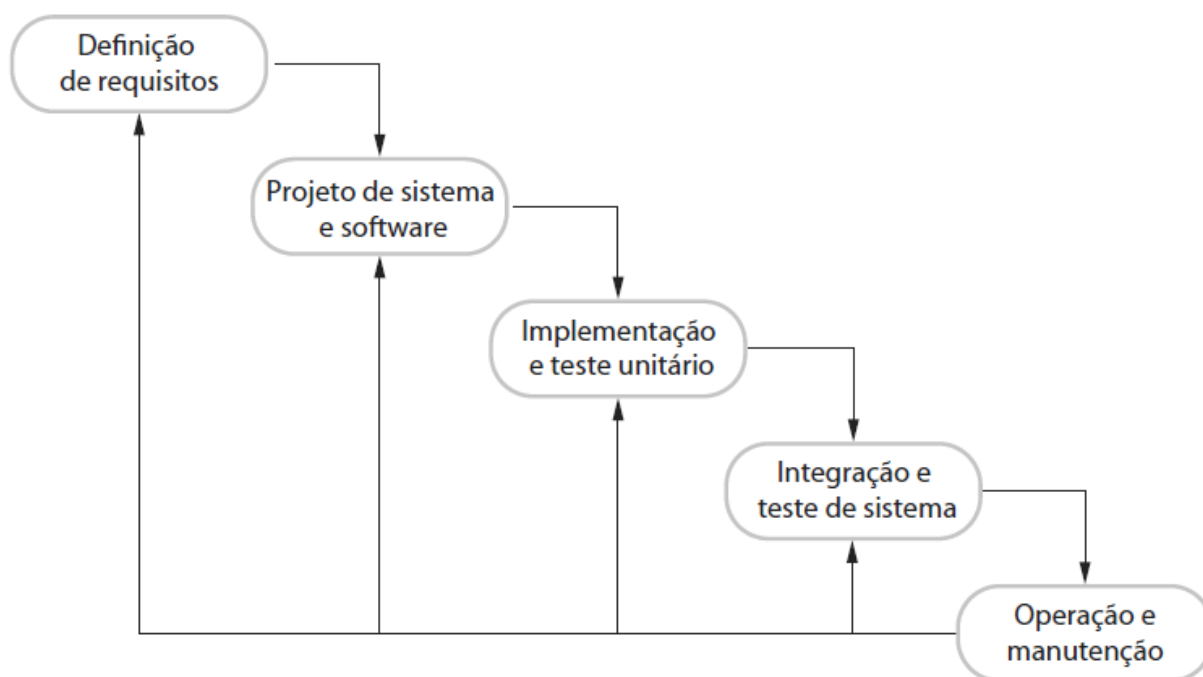 Definição
de requisitos
Projeto de sistema
e software
Implementação
e teste unitário
Integração e
teste de sistema
Operação e
manutenção